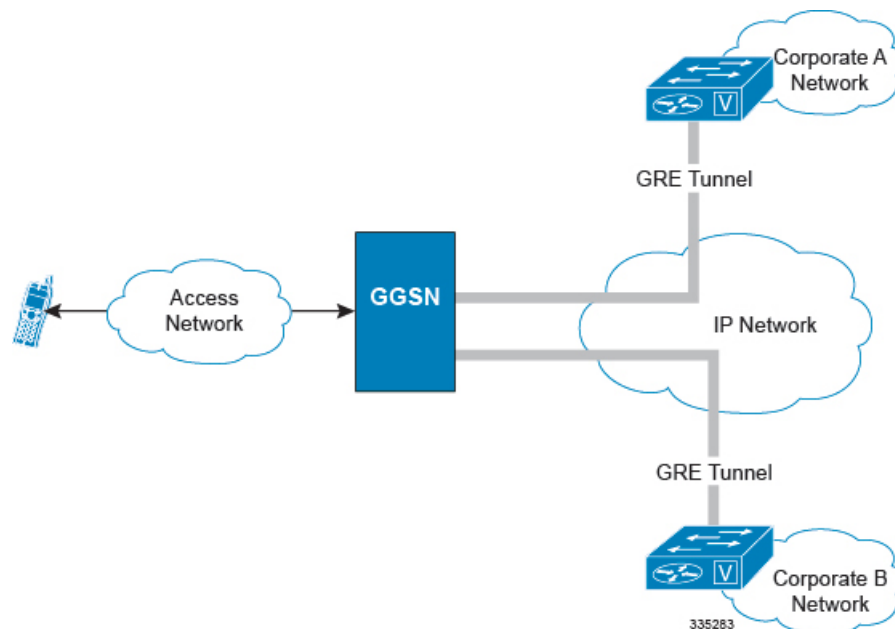 Corporate A
Network
V
GRE Tunnel
Access
Network
GGSN
IP Network
GRE Tunnel
V
Corporate B
Network
335283